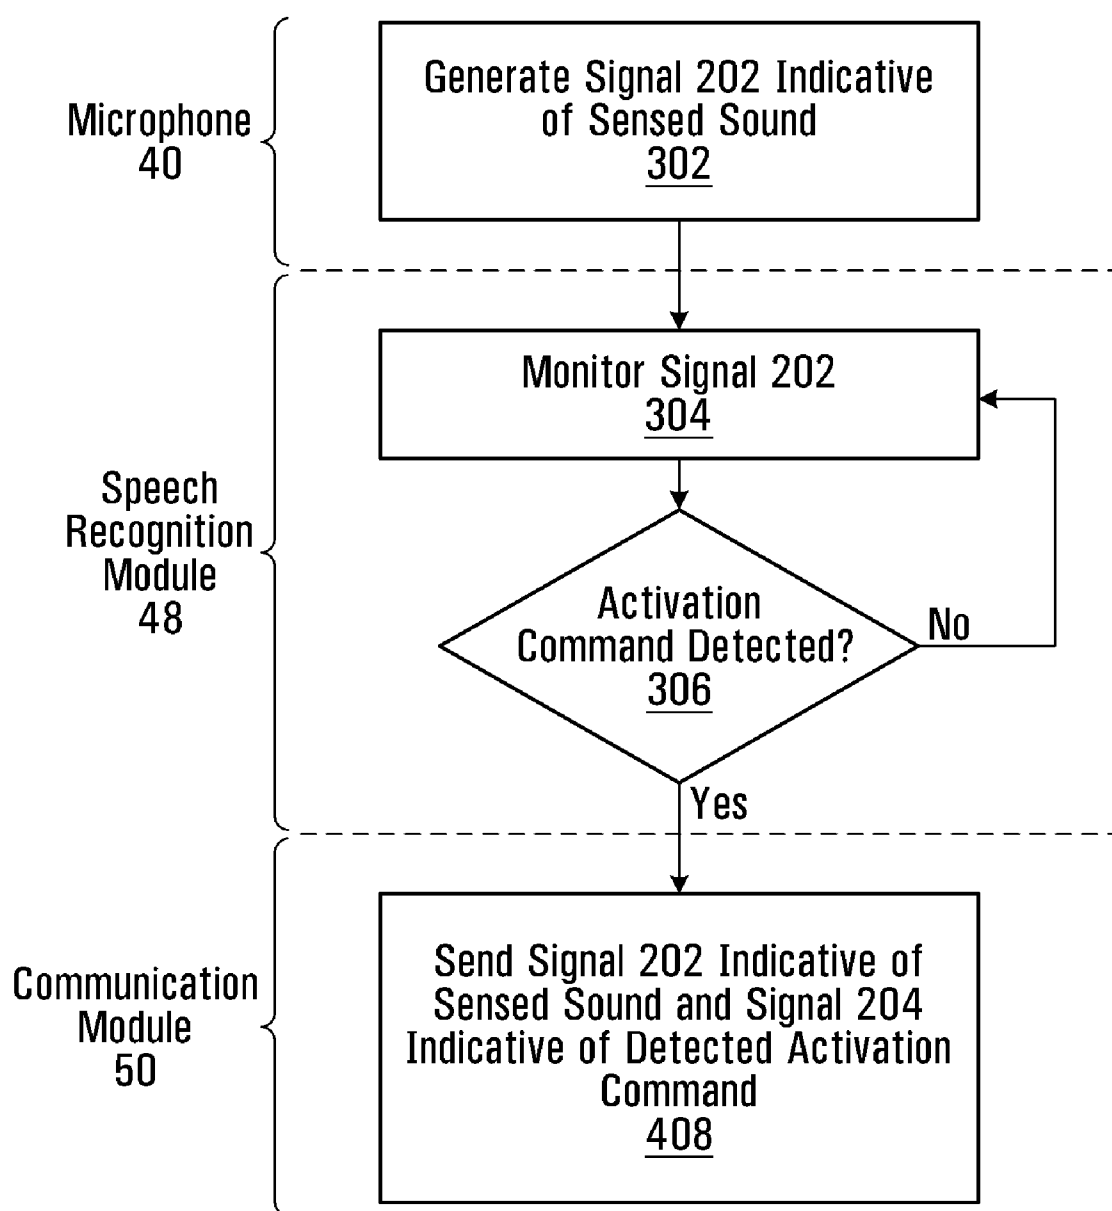 Microphone
40
Generate Signal 202 Indicative
of Sensed Sound
302
Speech
Recognition
Module
48
Monitor Signal 202
304
Activation
Command Detected?
306
No
Yes
Communication
Module
50
Send Signal 202 Indicative of
Sensed Sound and Signal 204
Indicative of Detected Activation
Command
408